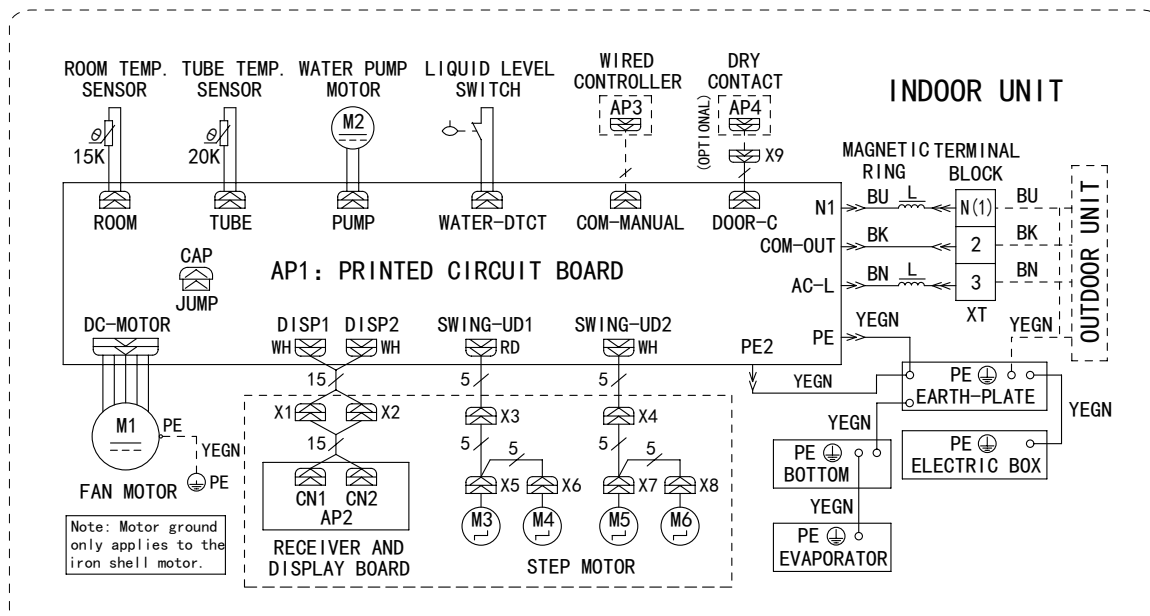 INDOOR UNIT
ROOM TEMP.
SENSOR
TUBE TEMP.
SENSOR
WATER PUMP
MOTOR
LIQUID LEVEL
SWITCH
WIRED
CONTROLLER
DRY
CONTACT
AP3
AP4
(OPTIONAL)
X9
θ
15K
θ
20K
M2
MAGNETIC
RING
TERMINAL
BLOCK
ROOM
TUBE
PUMP
WATER-DTCT
COM-MANUAL
DOOR-C
N1
BU
L
N(1)
BU
COM-OUT
BK
2
BK
AC-L
BN
L
3
BN
XT
OUTDOOR UNIT
CAP
JUMP
AP1: PRINTED CIRCUIT BOARD
DC-MOTOR
DISP1
DISP2
SWING-UD1
SWING-UD2
WH
WH
RD
WH
PE2
PE
YEGN
YEGN
YEGN
15
5
5
PE
EARTH-PLATE
YEGN
X1
X2
X3
X4
15
5
5
5
5
M1
PE
YEGN
PE
FAN MOTOR
CN1
CN2
AP2
X5
X6
X7
X8
M3
M4
M5
M6
YEGN
PE
BOTTOM
PE
ELECTRIC BOX
YEGN
PE
EVAPORATOR
RECEIVER AND
DISPLAY BOARD
STEP MOTOR
Note: Motor ground
only applies to the
iron shell motor.